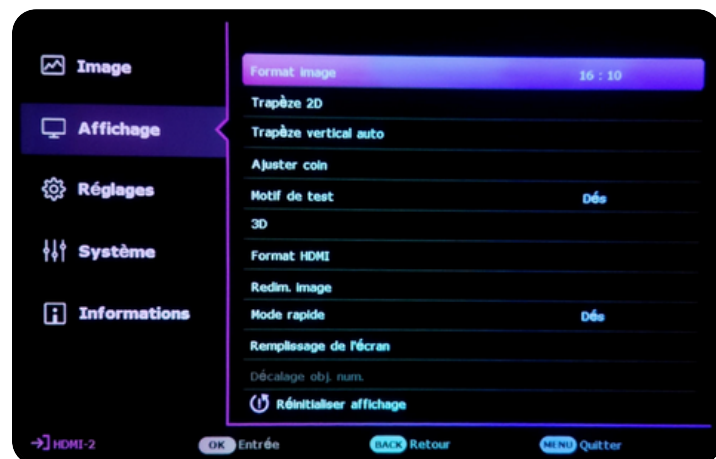 Image
Affichage
Réglages
Système
Informations
Format image 16 : 10
Trapèze 2D
Trapèze vertical auto
Ajuster coin
Motif de test Dés
3D
Format HDMI
Redim. image
Mode rapide Dés
Remplissage de l'écran
Décalage obj. num.
Réinitialiser affichage
HDMI-2 OK Entrée BACK Retour MENU Quitter